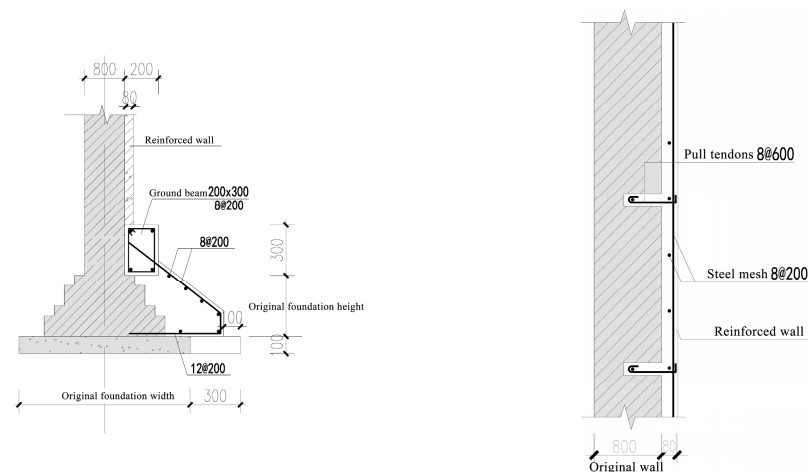 800 200
80
Reinforced wall
Ground beam 200x300
8@200
8@200
300
Original foundation height
100
100
12@200
Original foundation width 300
Pull tendons 8@600
Steel mesh 8@200
Reinforced wall
800 80
Original wall